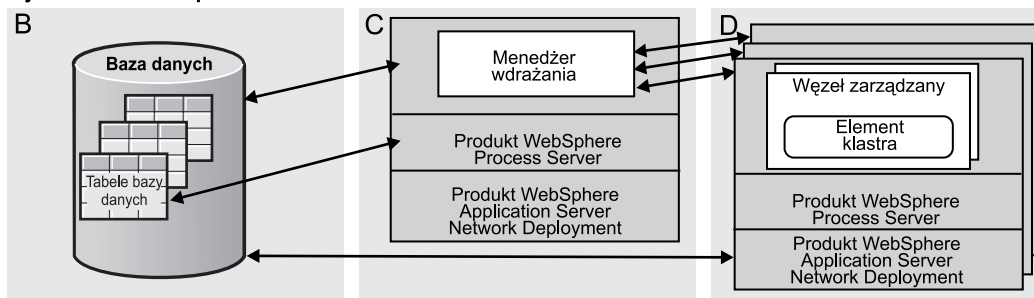 B
Baza danych
Tabele bazy
danych
C
Menedżer
wdrażania
Produkt WebSphere
Process Server
Produkt WebSphere
Application Server
Network Deployment
D
Węzeł zarządzany
Element
klastra
Produkt WebSphere
Process Server
Produkt WebSphere
Application Server
Network Deployment